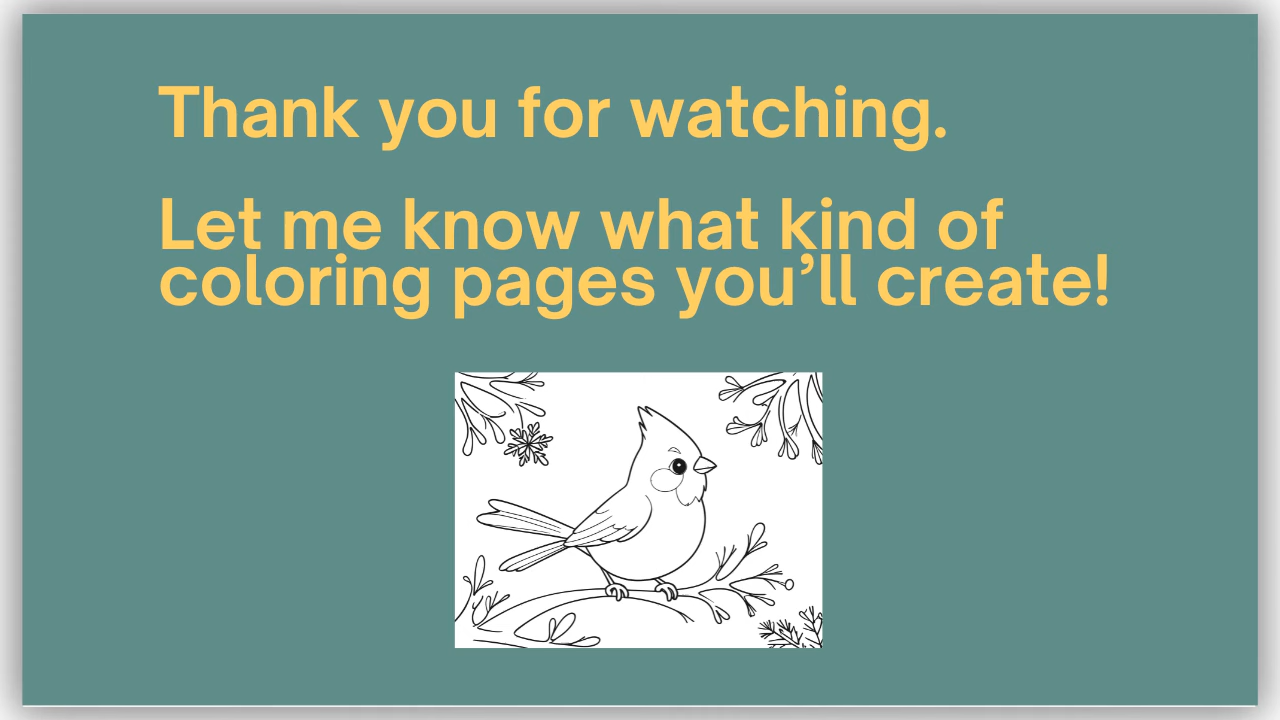 Thank you for watching.
Let me know what kind of
coloring pages you’ll create!